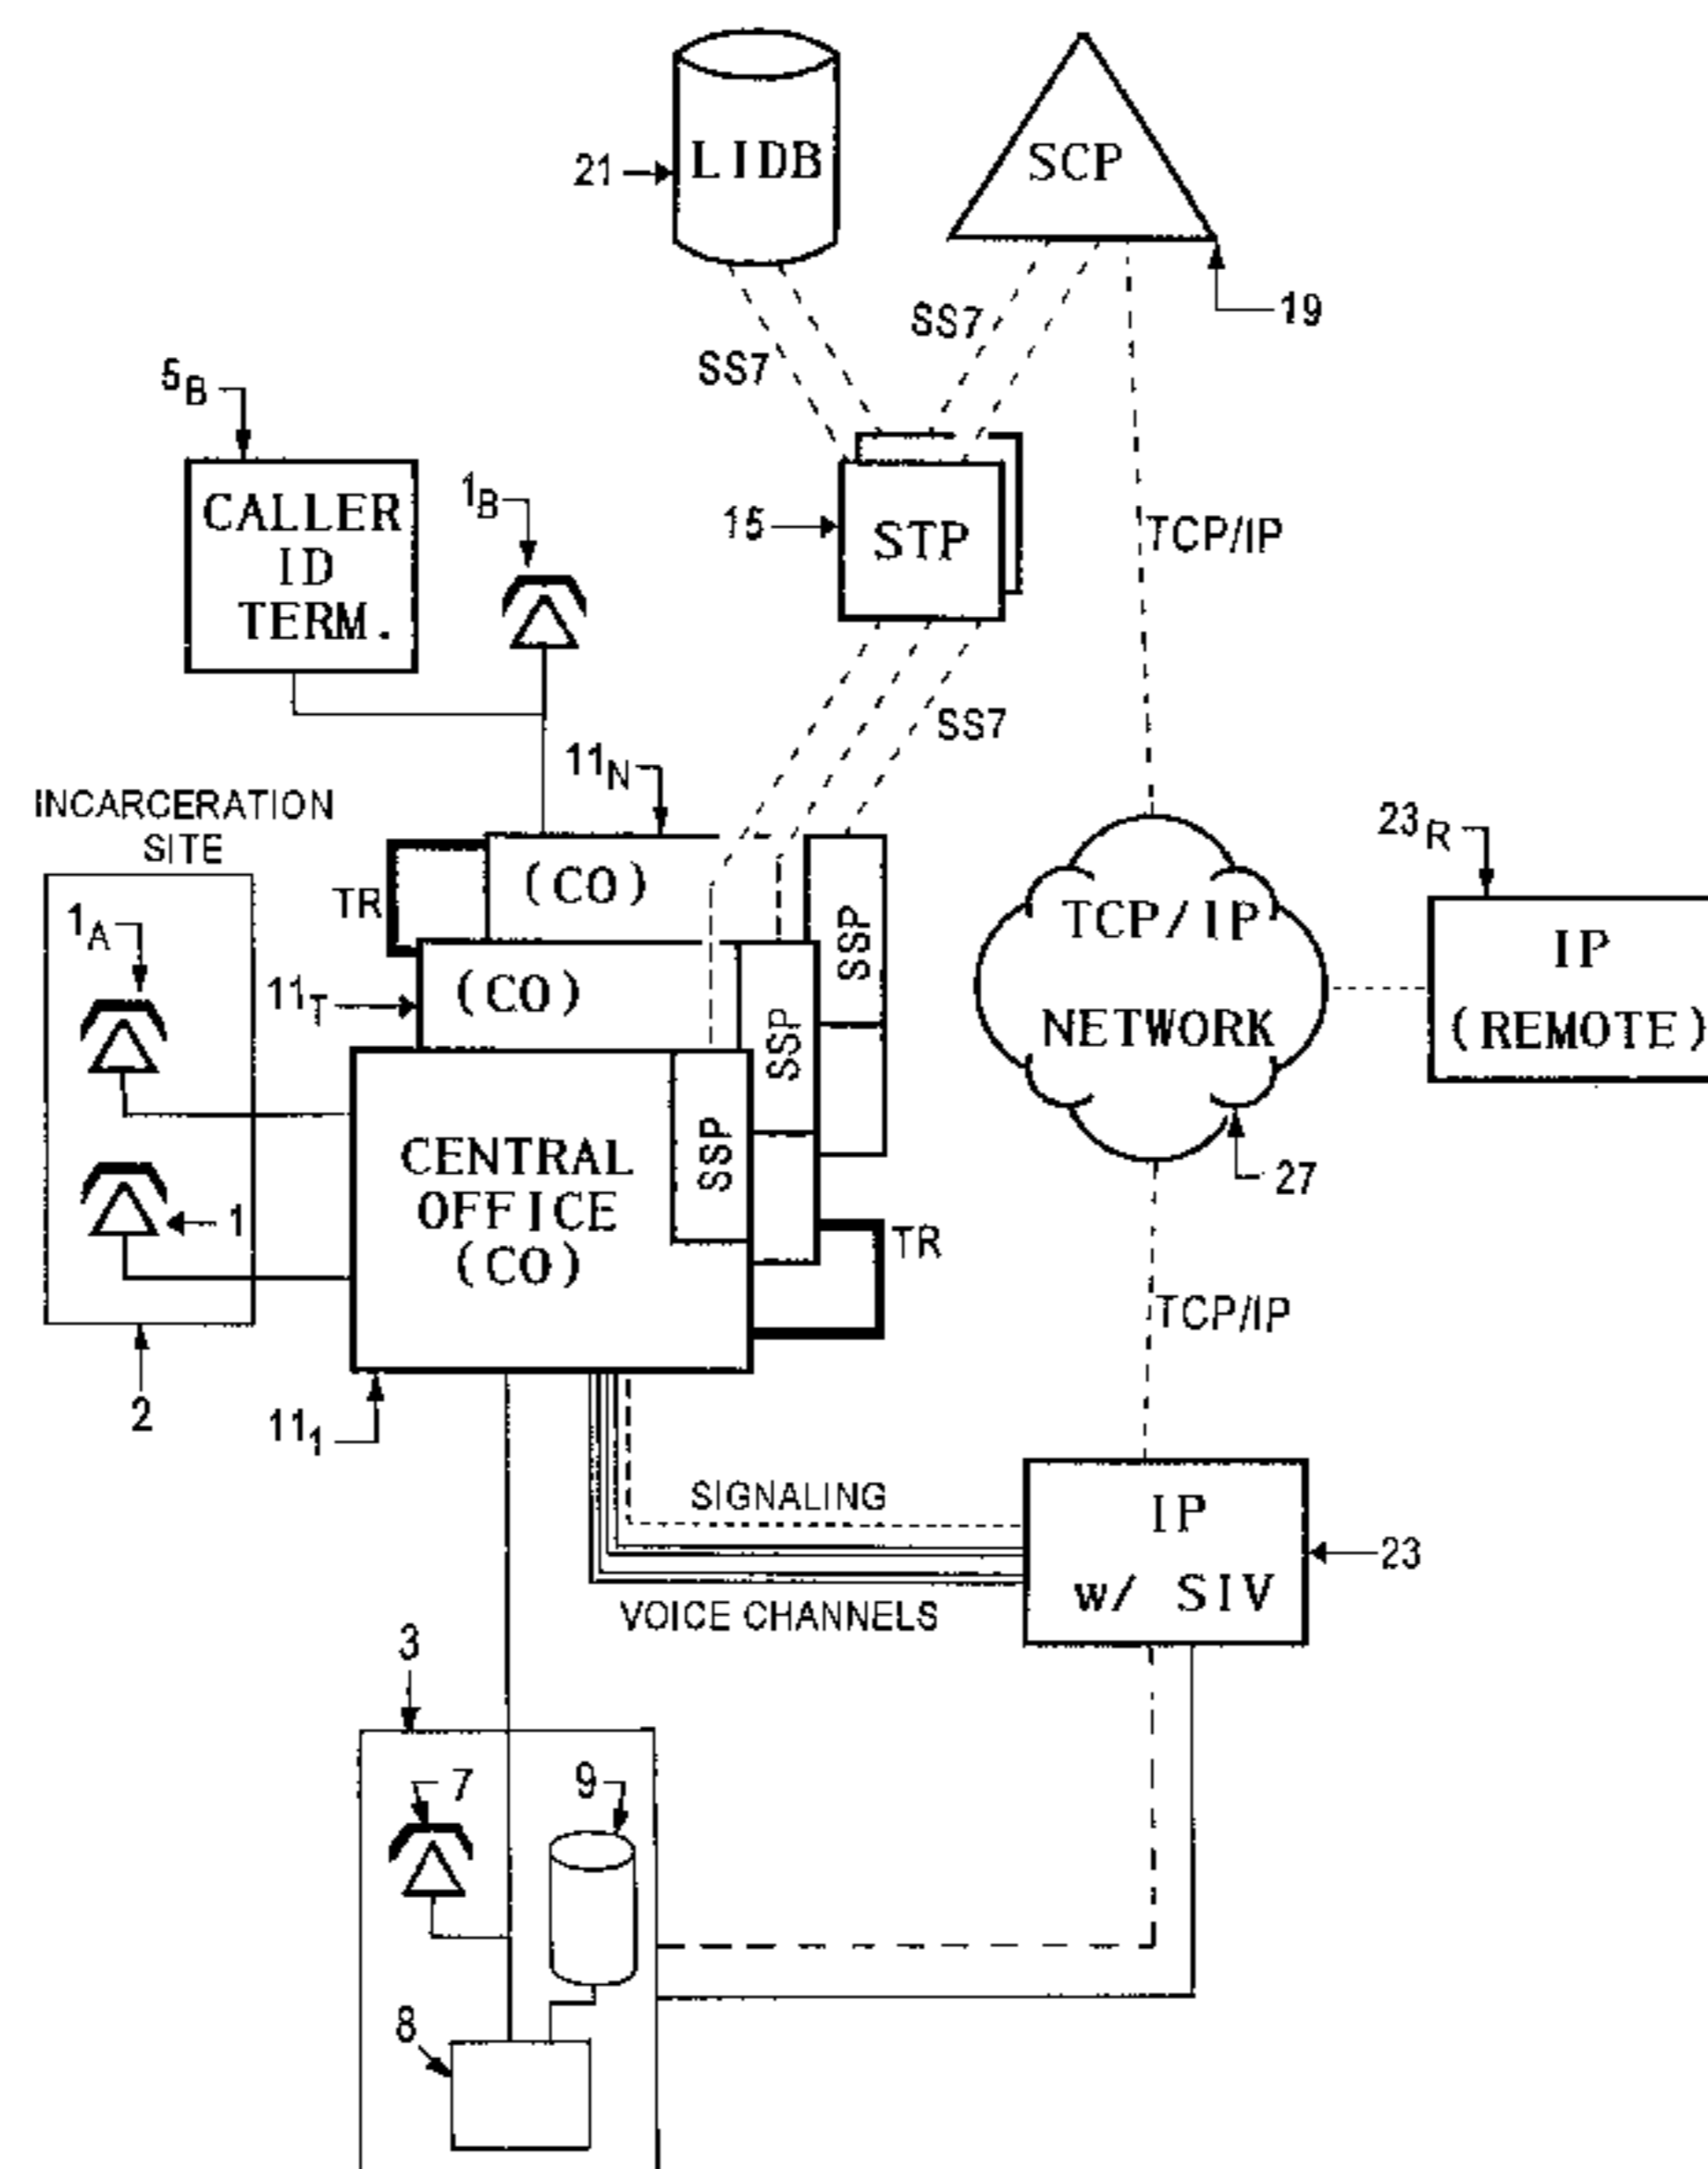 LIDB
SCP
21
19
SS7
SS7
5B
CALLER
ID
TERM.
1B
15
STP
TCP/IP
SS7
11N
INCARCERATION
SITE
23R
TR
(CO)
SSP
TCP/IP
NETWORK
IP
(REMOTE)
1A
11T
(CO)
SSP
CENTRAL
OFFICE
(CO)
SSP
27
1
TR
TCP/IP
2
111
SIGNALING
IP
w/ SIV
23
VOICE CHANNELS
3
7
9
8